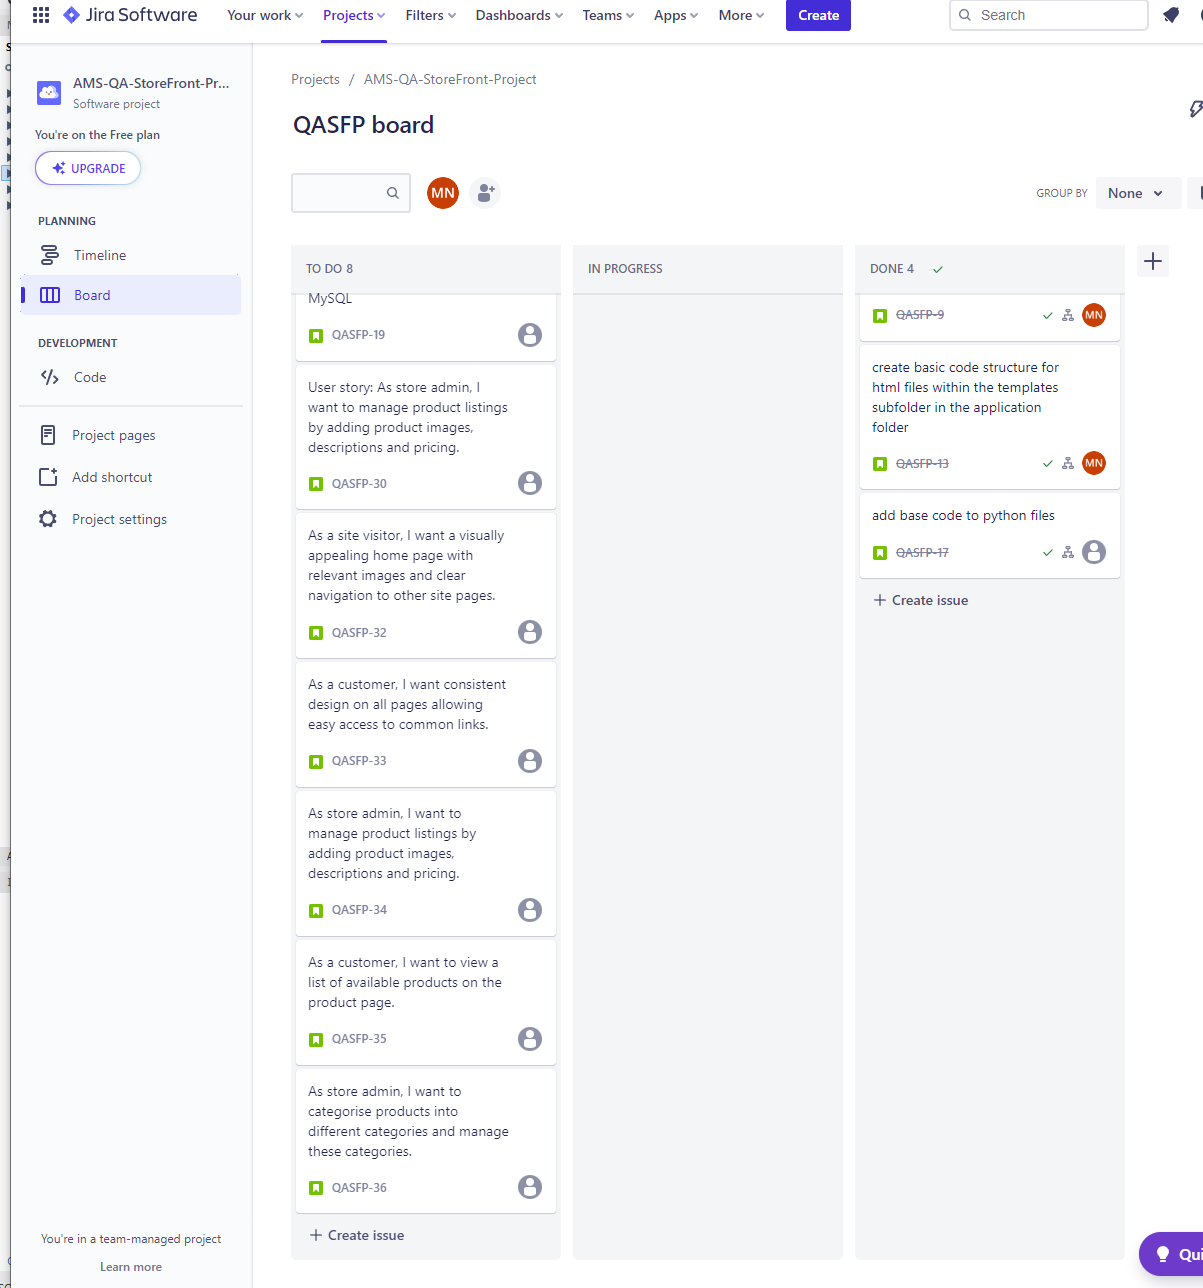 Jira Software
Your work
Projects
Filters
Dashboards
Teams
Apps
More
Create
Search
AMS-QA-StoreFront-Pr...
Software project
You're on the Free plan
UPGRADE
PLANNING
Timeline
Board
DEVELOPMENT
Code
Project pages
Add shortcut
Project settings
You're in a team-managed project
Learn more
Projects / AMS-QA-StoreFront-Project
QASFP board
MN
GROUP BY
None
TO DO 8
MySQL
QASFP-19
User story: As store admin, I
want to manage product listings
by adding product images,
descriptions and pricing.
QASFP-30
As a site visitor, I want a visually
appealing home page with
relevant images and clear
navigation to other site pages.
QASFP-32
As a customer, I want consistent
design on all pages allowing
easy access to common links.
QASFP-33
As store admin, I want to
manage product listings by
adding product images,
descriptions and pricing.
QASFP-34
As a customer, I want to view a
list of available products on the
product page.
QASFP-35
As store admin, I want to
categorise products into
different categories and manage
these categories.
QASFP-36
+ Create issue
IN PROGRESS
DONE 4
QASFP-9
MN
create basic code structure for
html files within the templates
subfolder in the application
folder
QASFP-13
MN
add base code to python files
QASFP-17
+ Create issue